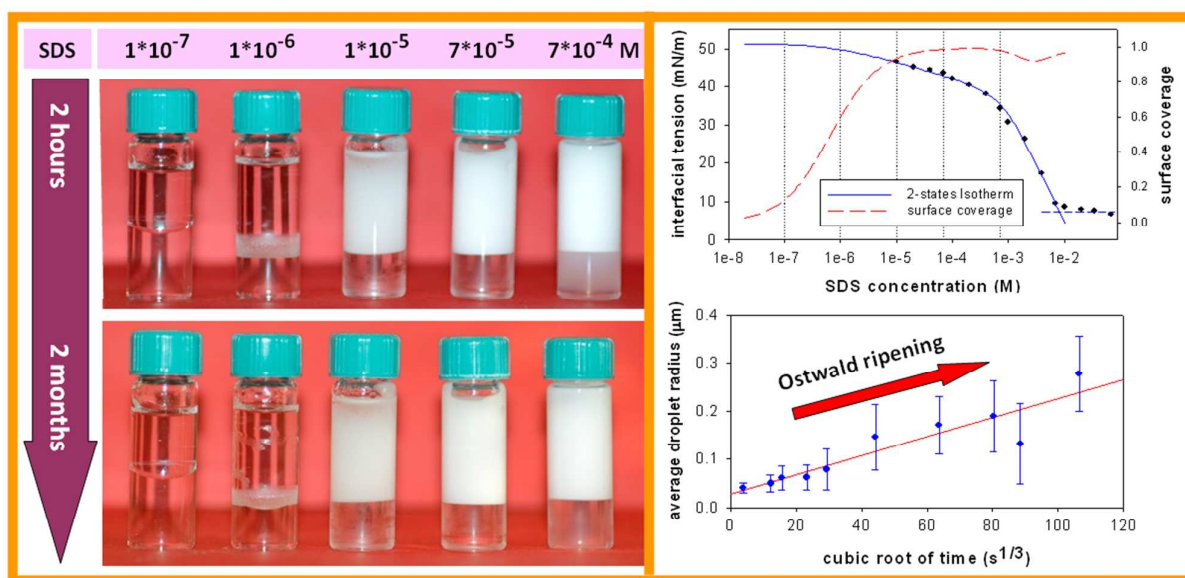 SDS 1*10⁻⁷ 1*10⁻⁶ 1*10⁻⁵ 7*10⁻⁵ 7*10⁻⁴ M
2 hours
2 months
interfacial tension (mN/m)
50
40
30
20
10
0
1.0
0.8
0.6
0.4
0.2
0.0
surface coverage
2-states Isotherm
surface coverage
1e-8 1e-7 1e-6 1e-5 1e-4 1e-3 1e-2
SDS concentration (M)
average droplet radius (μm)
0.4
0.3
0.2
0.1
0.0
Ostwald ripening
0 20 40 60 80 100 120
cubic root of time (s^1/3)